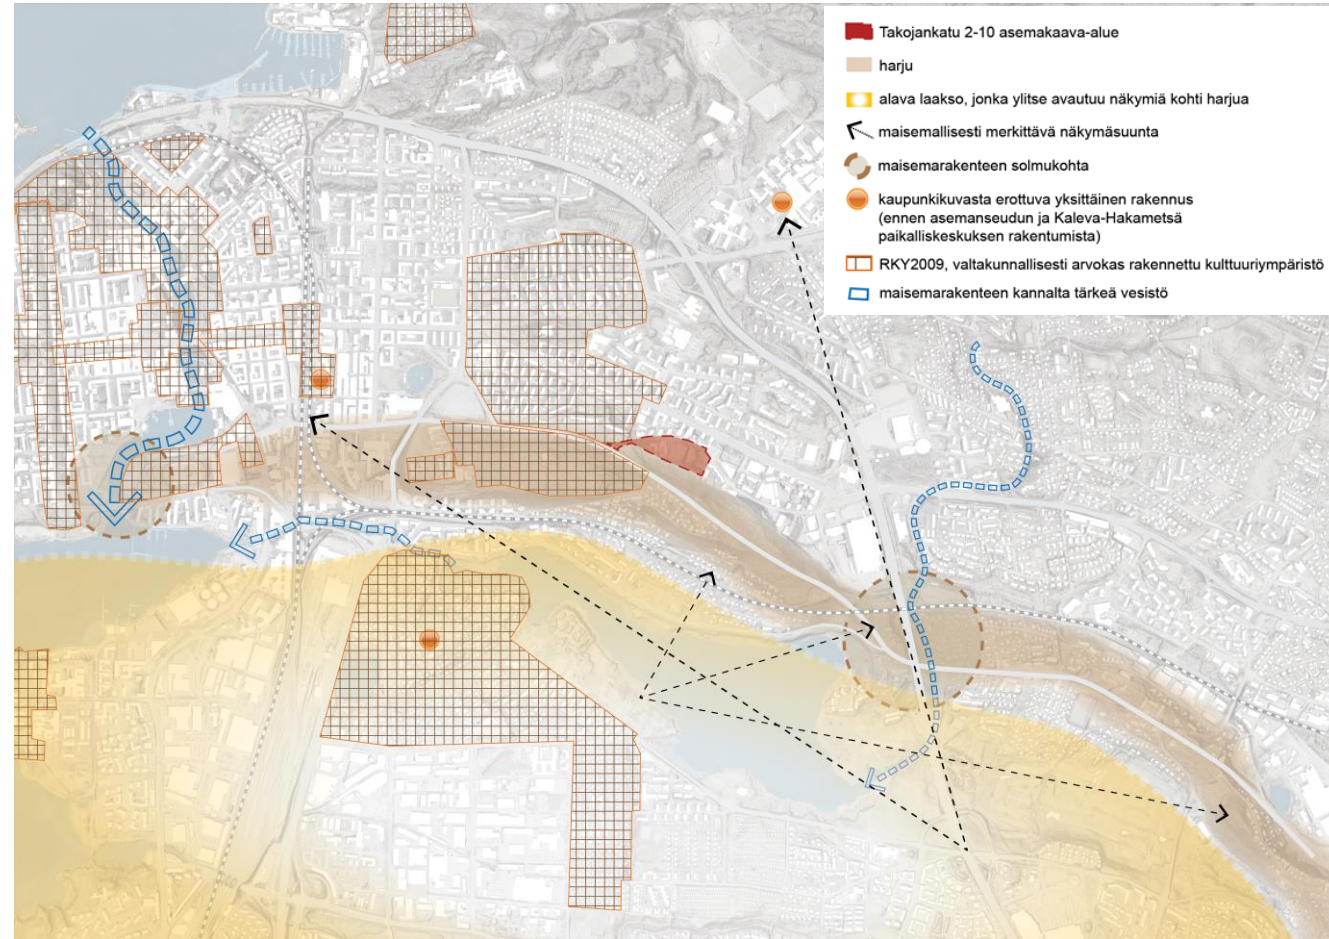 Takojankatu 2-10 asemakaava-alue
harju
alava laakso, jonka ylitse avautuu näkymiä kohti harjua
maisemallisesti merkittävä näkymäsuunta
maisemarakenteen solmukohta
kaupunkikuvasta erottuva yksittäinen rakennus
(ennen asemanseudun ja Kaleva-Hakametsä
paikalliskeskuksen rakentumista)
RKY2009, valtakunnallisesti arvokas rakennettu kulttuuriympäristö
maisemarakenteen kannalta tärkeä vesistö